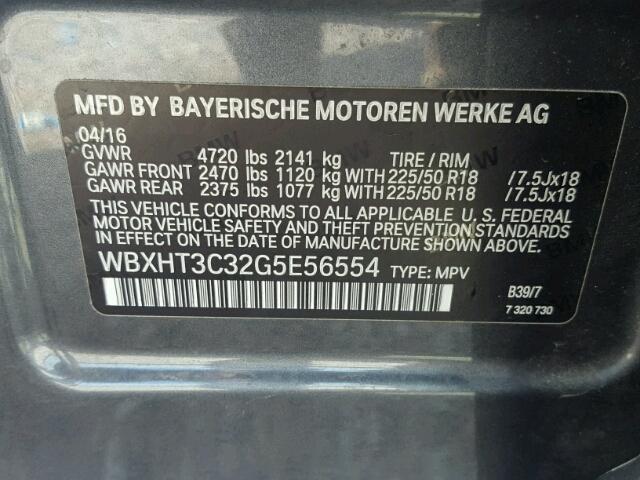 MFD BY BAYERISCHE MOTOREN WERKE AG
04/16
GVWR 4720 lbs 2141 kg TIRE / RIM
GAWR FRONT 2470 lbs 1120 kg WITH 225/50 R18 /7.5Jx18
GAWR REAR 2375 lbs 1077 kg WITH 225/50 R18 /7.5Jx18
THIS VEHICLE CONFORMS TO ALL APPLICABLE U. S. FEDERAL
MOTOR VEHICLE SAFETY AND THEFT PREVENTION STANDARDS
IN EFFECT ON THE DATE OF MANUFACTURE SHOWN ABOVE.
WBXHT3C32G5E56554 TYPE: MPV
B39/7
7 320 730